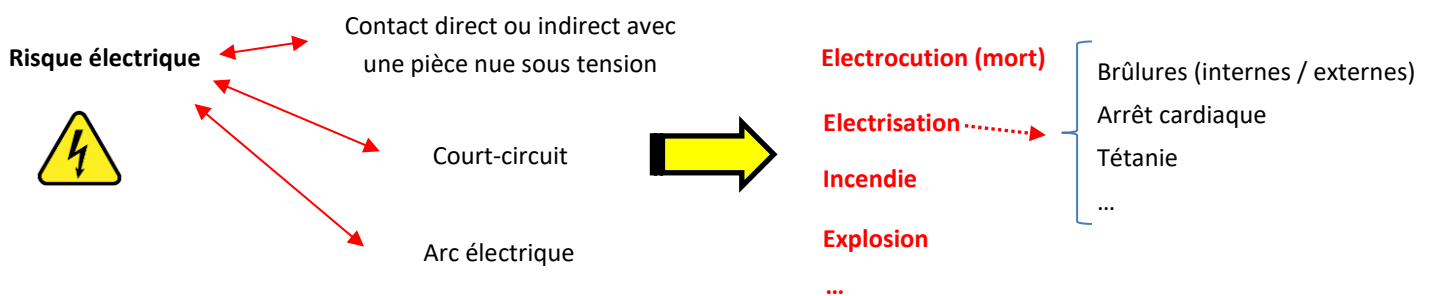 Risque électrique
Contact direct ou indirect avec
une pièce nue sous tension
Court-circuit
Arc électrique
Electrocution (mort)
Electrisation
Incendie
Explosion
…
Brûlures (internes / externes)
Arrêt cardiaque
Tétanie
…